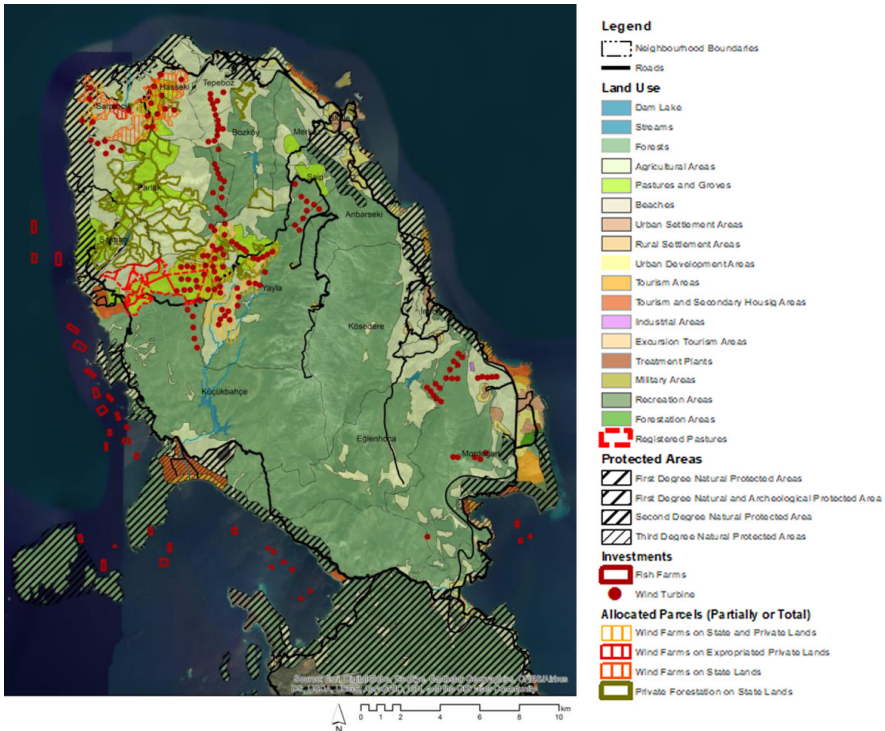 Legend
Neighbourhood Boundaries
Roads
Land Use
Dam Lake
Streams
Forests
Agricultural Areas
Pastures and Groves
Beaches
Urban Settlement Areas
Rural Settlement Areas
Urban Development Areas
Tourism Areas
Tourism and Secondary Housig Areas
Industrial Areas
Excursion Tourism Areas
Treatment Plants
Military Areas
Recreation Areas
Forestation Areas
Registered Pastures
Protected Areas
First Degree Natural Protected Areas
First Degree Natural and Archeological Protected Area
Second Degree Natural Protected Area
Third Degree Natural Protected Areas
Investments
Fish Farms
Wind Turbine
Allocated Parcels (Partially or Total)
Wind Farms on State and Private Lands
Wind Farms on Expropriated Private Lands
Wind Farms on State Lands
Private Forestation on State Lands
Hasseki
Tepeboz
Bozköy
Parlak
Saip
Anbarseki
Yayla
Kösedere
Küçükbahçe
Eğlenhoca
N
0 1 2 4 6 8 10
km